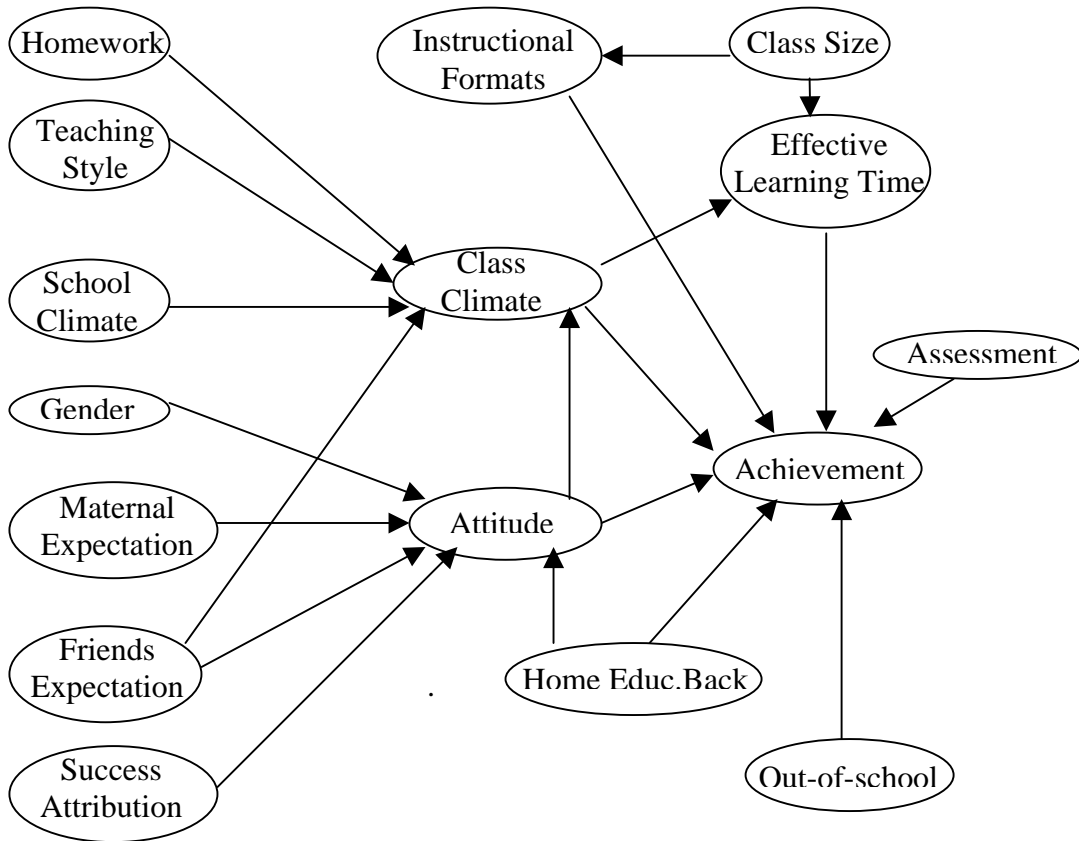 Homework
Instructional
Formats
Class Size
Teaching
Style
Effective
Learning Time
School
Climate
Class
Climate
Assessment
Gender
Achievement
Maternal
Expectation
Attitude
Friends
Expectation
Home Educ.Back
Success
Attribution
Out-of-school